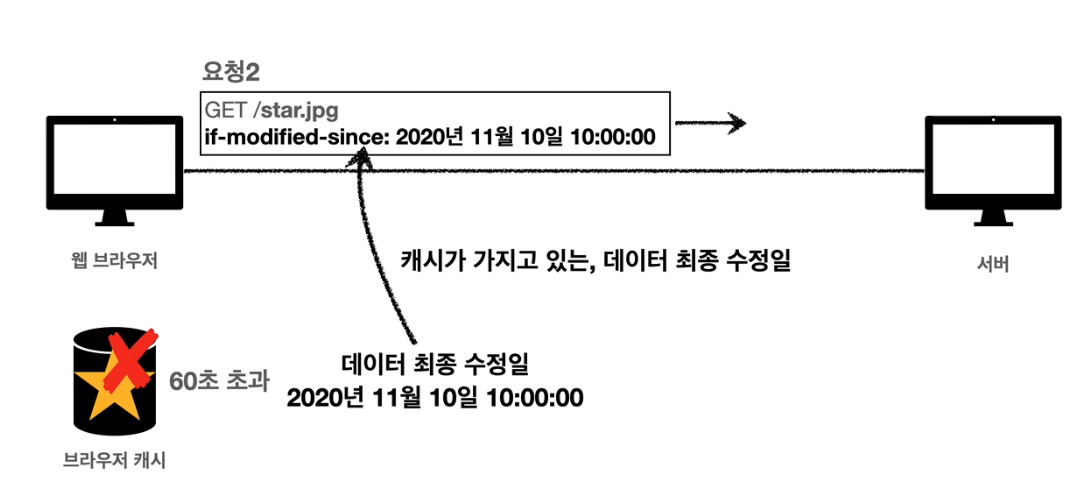 요청2
GET /star.jpg
if-modified-since: 2020년 11월 10일 10:00:00
웹 브라우저
캐시가 가지고 있는, 데이터 최종 수정일
서버
데이터 최종 수정일
60초 초과
2020년 11월 10일 10:00:00
브라우저 캐시